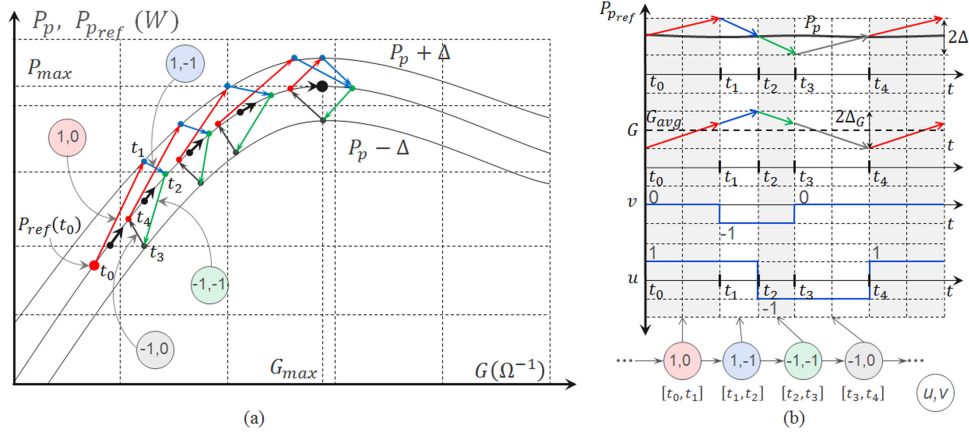 P_p, P_pref (W)
P_max
1,-1
P_p + Δ
1,0
t_1
t_2
P_p − Δ
P_ref(t_0)
t_4
t_3
t_0
-1,-1
-1,0
G_max
G(Ω⁻¹)
(a)
P_pref
P_p
2Δ
t_0 t_1 t_2 t_3 t_4 t
G_avg
G
2Δ_G
t_0 t_1 t_2 t_3 t_4 t
v 0 0
-1
t
1 1
u t_0 t_1 t_2 t_3 t_4 t
-1
1,0 1,-1 -1,-1 -1,0
[t_0, t_1] [t_1, t_2] [t_2, t_3] [t_3, t_4] u,v
(b)